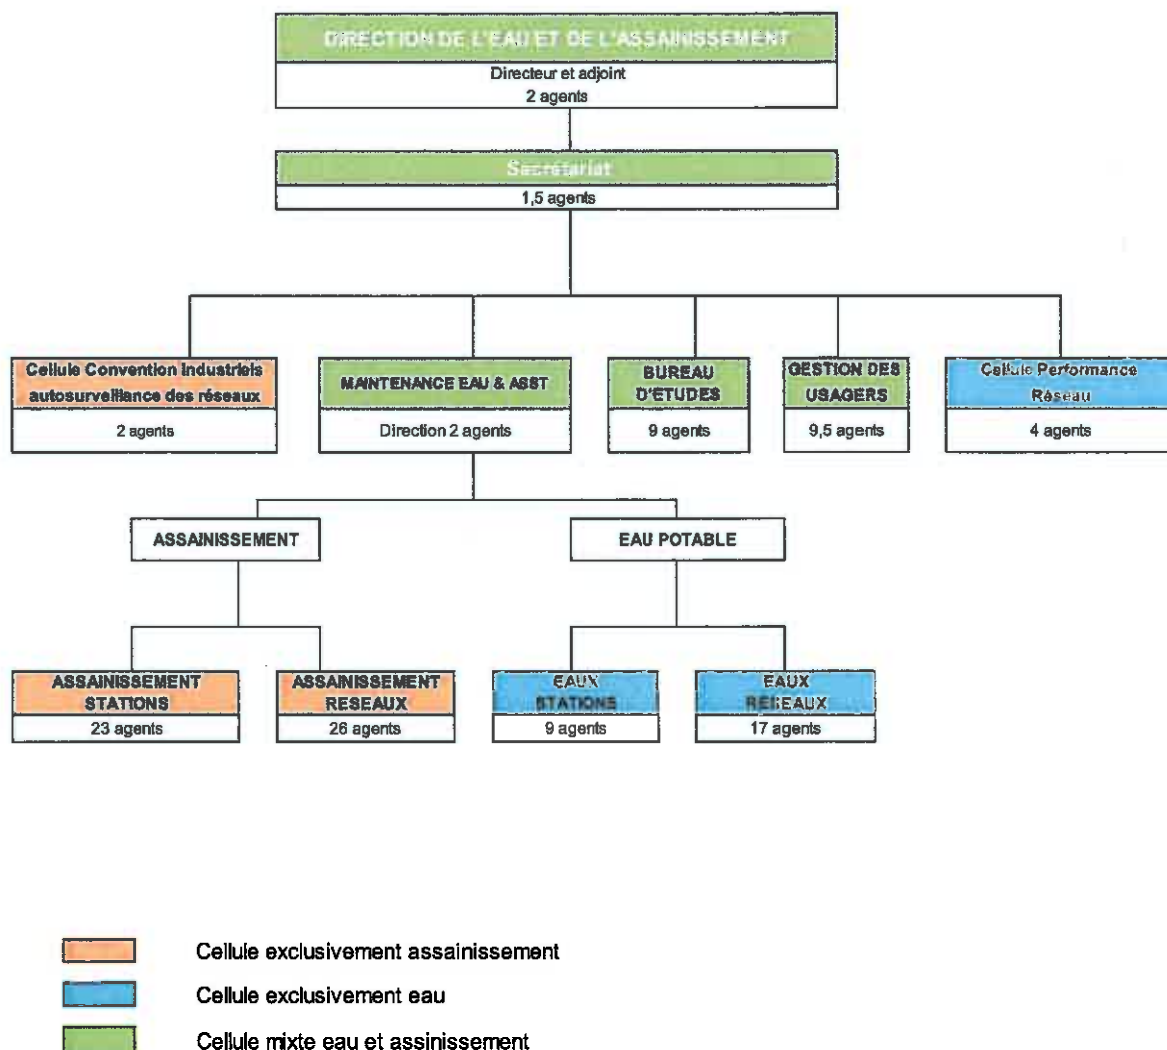 DIRECTION DE L'EAU ET DE L'ASSAINISSEMENT
Directeur et adjoint
2 agents
Secrétariat
1,5 agents
Cellule Convention Industriels
autosurveillance des réseaux
2 agents
MAINTENANCE EAU & ASST
Direction 2 agents
BUREAU
D'ETUDES
9 agents
GESTION DES
USAGERS
9,5 agents
Cellule Performance
Réseau
4 agents
ASSAINISSEMENT
EAU POTABLE
ASSAINISSEMENT
STATIONS
23 agents
ASSAINISSEMENT
RESEAUX
26 agents
EAUX
STATIONS
9 agents
EAUX
RESEAUX
17 agents
Cellule exclusivement assainissement
Cellule exclusivement eau
Cellule mixte eau et assinissement